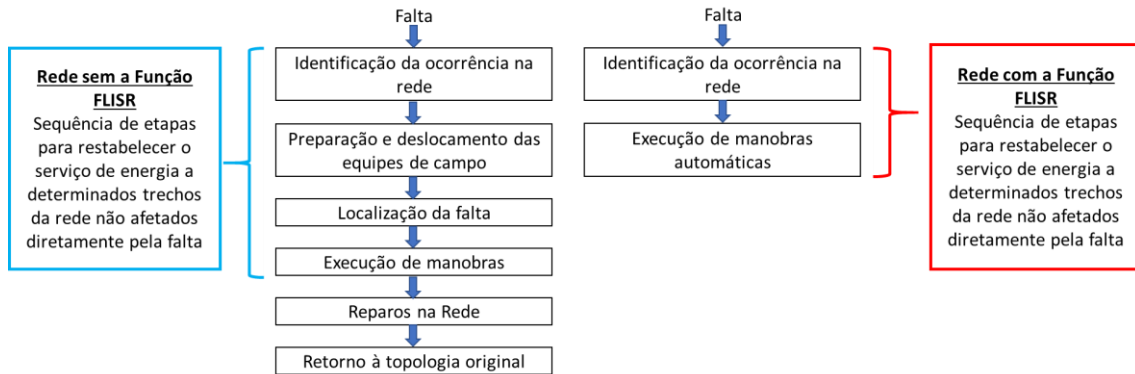 Rede sem a Função
FLISR
Sequência de etapas
para restabelecer o
serviço de energia a
determinados trechos
da rede não afetados
diretamente pela falta
Falta
Identificação da ocorrência na
rede
Preparação e deslocamento das
equipes de campo
Localização da falta
Execução de manobras
Reparos na Rede
Retorno à topologia original
Falta
Identificação da ocorrência na
rede
Execução de manobras
automáticas
Rede com a Função
FLISR
Sequência de etapas
para restabelecer o
serviço de energia a
determinados trechos
da rede não afetados
diretamente pela falta